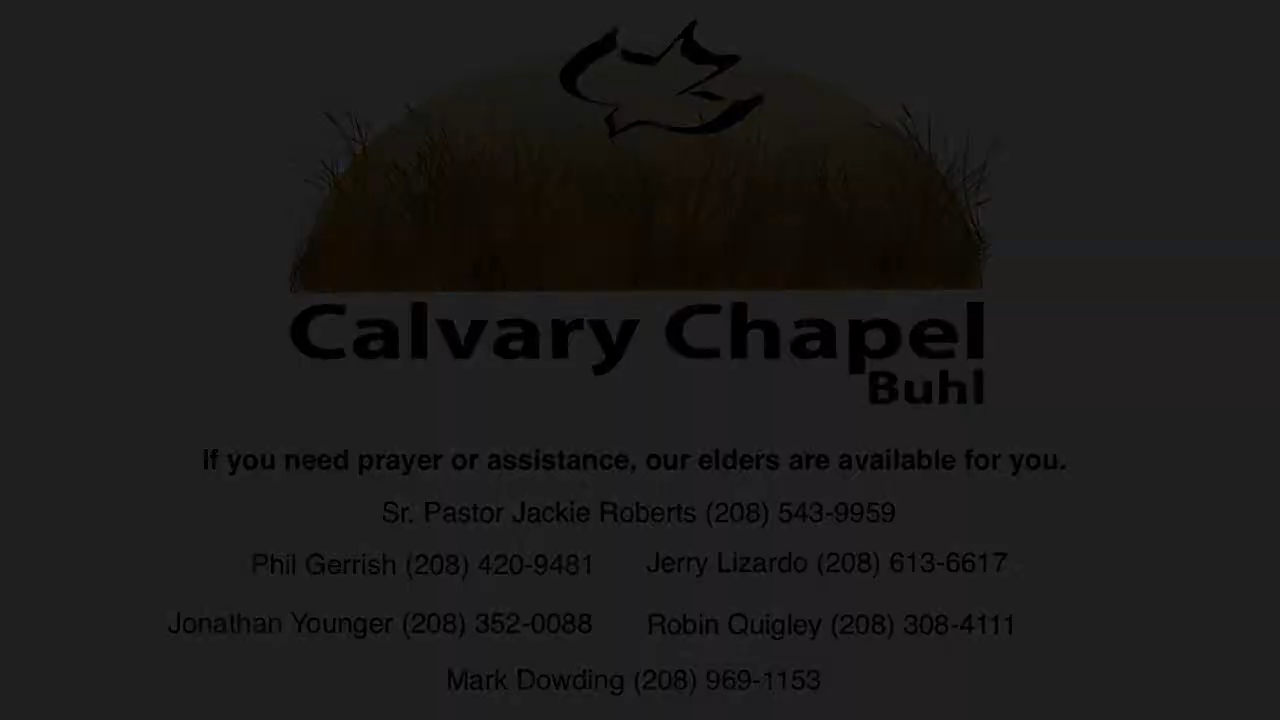 Calvary Chapel
Buhl
If you need prayer or assistance, our elders are available for you.
Sr. Pastor Jackie Roberts (208) 543-9959
Phil Gerrish (208) 420-9481
Jerry Lizardo (208) 613-6617
Jonathan Younger (208) 352-0088
Robin Quigley (208) 308-4111
Mark Dowding (208) 969-1153